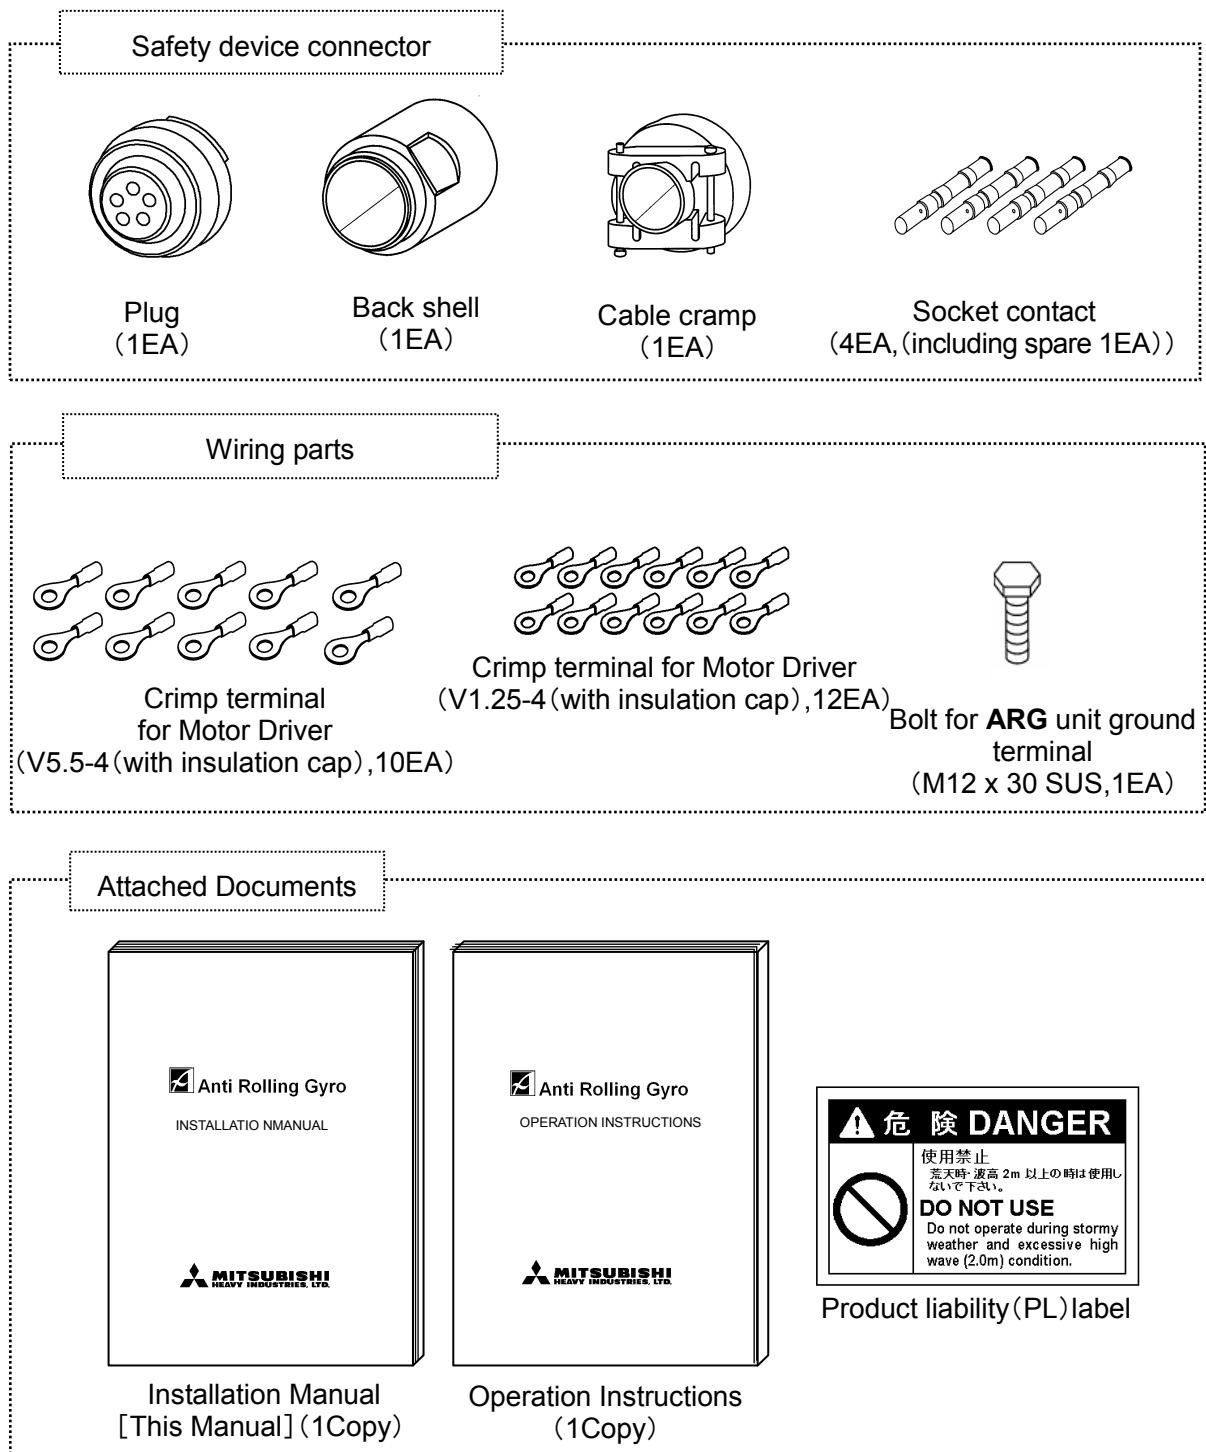 Safety device connector
Plug
（1EA）
Back shell
（1EA）
Cable cramp
（1EA）
Socket contact
（4EA,（including spare 1EA））
Wiring parts
Crimp terminal
for Motor Driver
（V5.5-4（with insulation cap）,10EA）
Crimp terminal for Motor Driver
（V1.25-4（with insulation cap）,12EA）
Bolt for ARG unit ground
terminal
（M12 x 30 SUS,1EA）
Attached Documents
Anti Rolling Gyro
INSTALLATIO NMANUAL
MITSUBISHI
HEAVY INDUSTRIES, LTD.
Installation Manual
［This Manual］（1Copy）
Anti Rolling Gyro
OPERATION INSTRUCTIONS
MITSUBISHI
HEAVY INDUSTRIES, LTD.
Operation Instructions
（1Copy）
危 険 DANGER
使用禁止
荒天時・波高 2m 以上の時は使用し
ないで下さい。
DO NOT USE
Do not operate during stormy
weather and excessive high
wave (2.0m) condition.
Product liability（PL）label